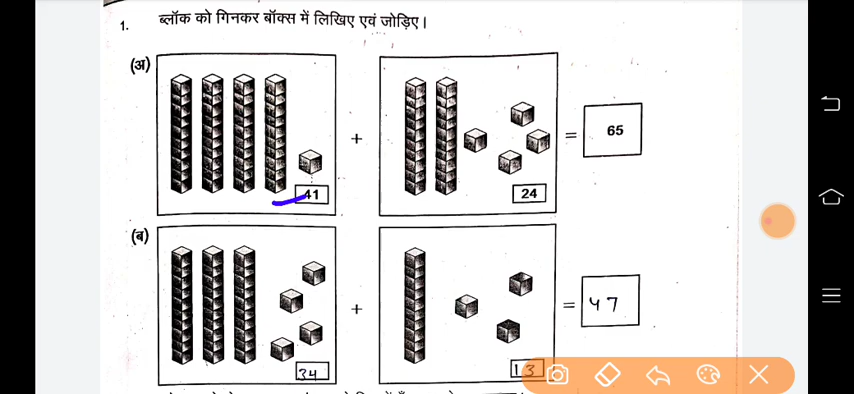 1. ब्लॉक को गिनकर बॉक्स में लिखिए एवं जोड़िए।
(अ)
+ = 65
41 24
(ब)
+ = 47
34 13